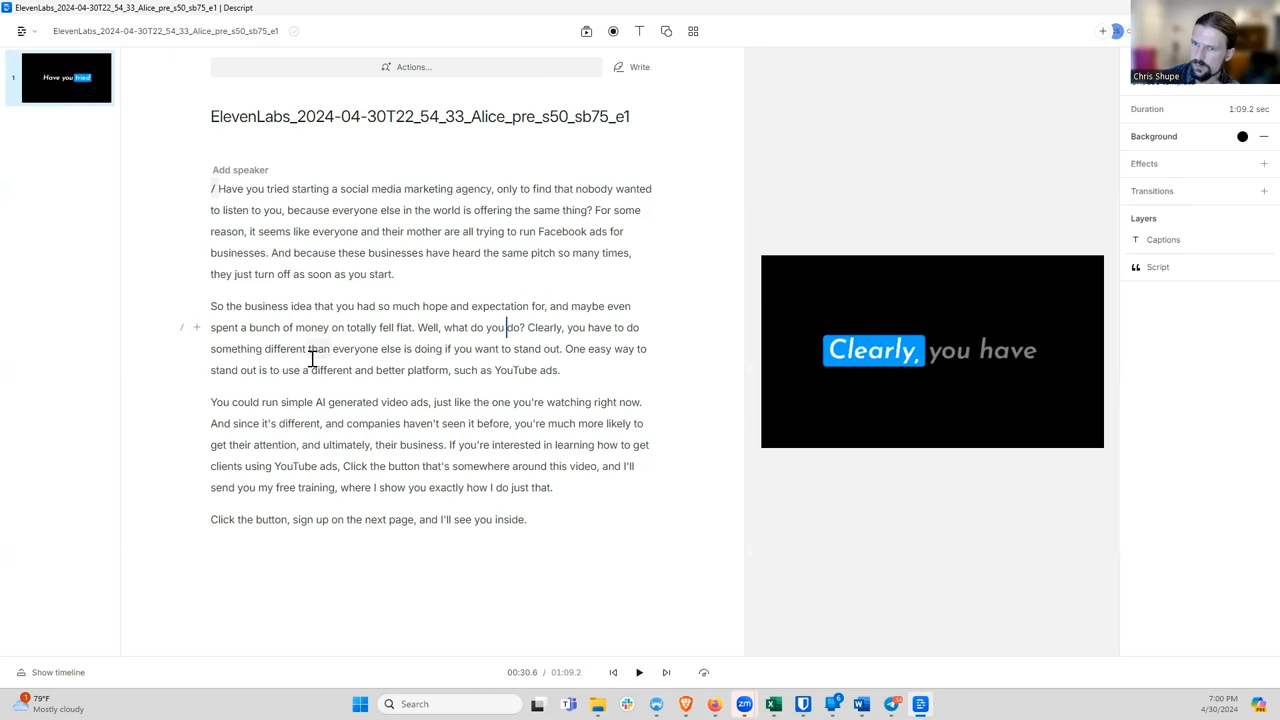 ElevenLabs_2024-04-30T22_54_33_Alice_pre_s50_sb75_e1 | Descript
ElevenLabs_2024-04-30T22_54_33_Alice_pre_s50_sb75_e1
Chris Shupe
1
Have you tried
Actions...
Write
Duration
1:09.2 sec
Background
Effects
Transitions
Layers
Captions
Script
ElevenLabs_2024-04-30T22_54_33_Alice_pre_s50_sb75_e1
Add speaker
/ Have you tried starting a social media marketing agency, only to find that nobody wanted
to listen to you, because everyone else in the world is offering the same thing? For some
reason, it seems like everyone and their mother are all trying to run Facebook ads for
businesses. And because these businesses have heard the same pitch so many times,
they just turn off as soon as you start.
So the business idea that you had so much hope and expectation for, and maybe even
/ + spent a bunch of money on totally fell flat. Well, what do you do? Clearly, you have to do
something different than everyone else is doing if you want to stand out. One easy way to
stand out is to use a different and better platform, such as YouTube ads.
You could run simple AI generated video ads, just like the one you're watching right now.
And since it's different, and companies haven't seen it before, you're much more likely to
get their attention, and ultimately, their business. If you're interested in learning how to get
clients using YouTube ads, Click the button that's somewhere around this video, and I'll
send you my free training, where I show you exactly how I do just that.
Click the button, sign up on the next page, and I'll see you inside.
Clearly, you have
Show timeline
00:30.6 / 01:09.2
79°F
Mostly cloudy
Search
7:00 PM
4/30/2024